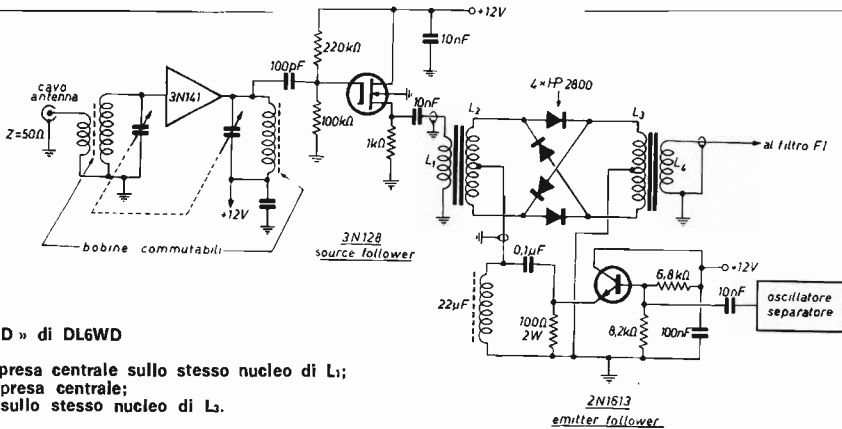 cavo
antenna
Z=50Ω
3N141
100pF
+12V
bobine commutabili
220kΩ
100kΩ
1kΩ
10nF
+12V
10nF
3N128
source follower
L₁
L₂
4×HP 2800
L₃
L₄
al filtro FI
22μF
0,1μF
100Ω
2W
6,8kΩ
8,2kΩ
+12V
10nF
100nF
oscillatore
separatore
2N1613
emitter follower
D » di DL6WD
presa centrale sullo stesso nucleo di L₁;
presa centrale;
sullo stesso nucleo di L₃.